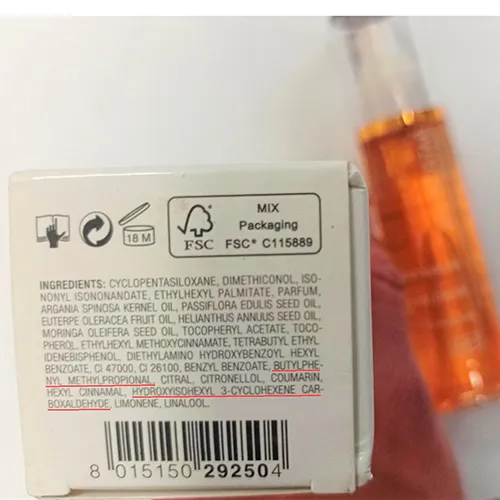 MIX
Packaging
FSC® C115889
FSC
18 M
INGREDIENTS: CYCLOPENTASILOXANE, DIMETHICONOL, ISO-
NONYL ISONONANOATE, ETHYLHEXYL PALMITATE, PARFUM,
ARGANIA SPINOSA KERNEL OIL, PASSIFLORA EDULIS SEED OIL,
EUTERPE OLERACEA FRUIT OIL, HELIANTHUS ANNUUS SEED OIL,
MORINGA OLEIFERA SEED OIL, TOCOPHERYL ACETATE, TOCO-
PHEROL, ETHYLHEXYL METHOXYCINNAMATE, TETRABUTYL ETHYL
IDENEBISPHENOL, DIETHYLAMINO HYDROXYBENZOYL HEXYL
BENZOATE, CI 47000, CI 26100, BENZYL BENZOATE, BUTYLPHE-
NYL METHYLPROPIONAL, CITRAL, CITRONELLOL, COUMARIN,
HEXYL CINNAMAL, HYDROXYISOHEXYL 3-CYCLOHEXENE CAR-
BOXALDEHYDE, LIMONENE, LINALOOL.
8 015150 292504